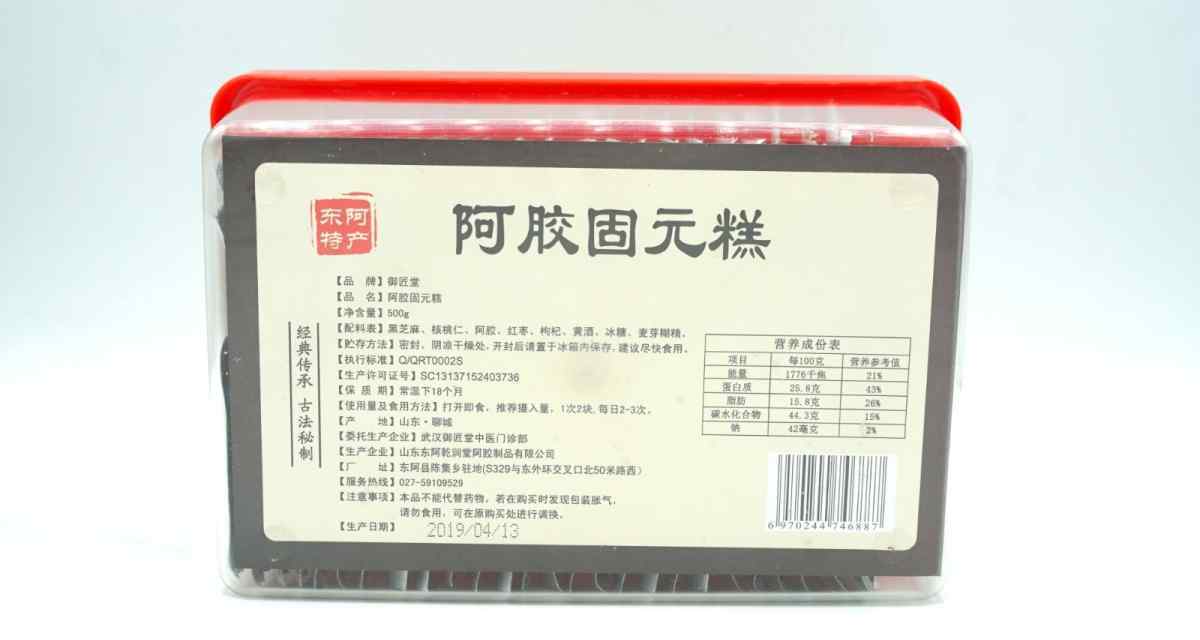 东阿
特产
阿胶固元糕
经典传承 古法秘制
【品 牌】御匠堂
【品 名】阿胶固元糕
【净含量】500g
【配料表】黑芝麻、核桃仁、阿胶、红枣、枸杞、黄酒、冰糖、麦芽糊精。
【贮存方法】密封、阴凉干燥处、开封后请置于冰箱内保存，建议尽快食用。
【执行标准】Q/QRT0002S
【生产许可证号】SC13137152403736
【保 质 期】常温下18个月
【使用量及食用方法】打开即食、推荐摄入量，1次2块，每日2-3次。
【产 地】山东·聊城
【委托生产企业】武汉御匠堂中医门诊部
【生产企业】山东东阿乾润堂阿胶制品有限公司
【厂 址】东阿县陈集乡驻地(S329与东外环交叉口北50米路西)
【服务热线】027-59109529
【注意事项】本品不能代替药物，若在购买时发现包装胀气，
请勿食用，可在原购买处进行调换。
【生产日期】 2019/04/13
营养成份表
项目 每100克 营养参考值
能量 1776千焦 21%
蛋白质 25.8克 43%
脂肪 15.8克 26%
碳水化合物 44.3克 15%
钠 42毫克 2%
6 970244 746887